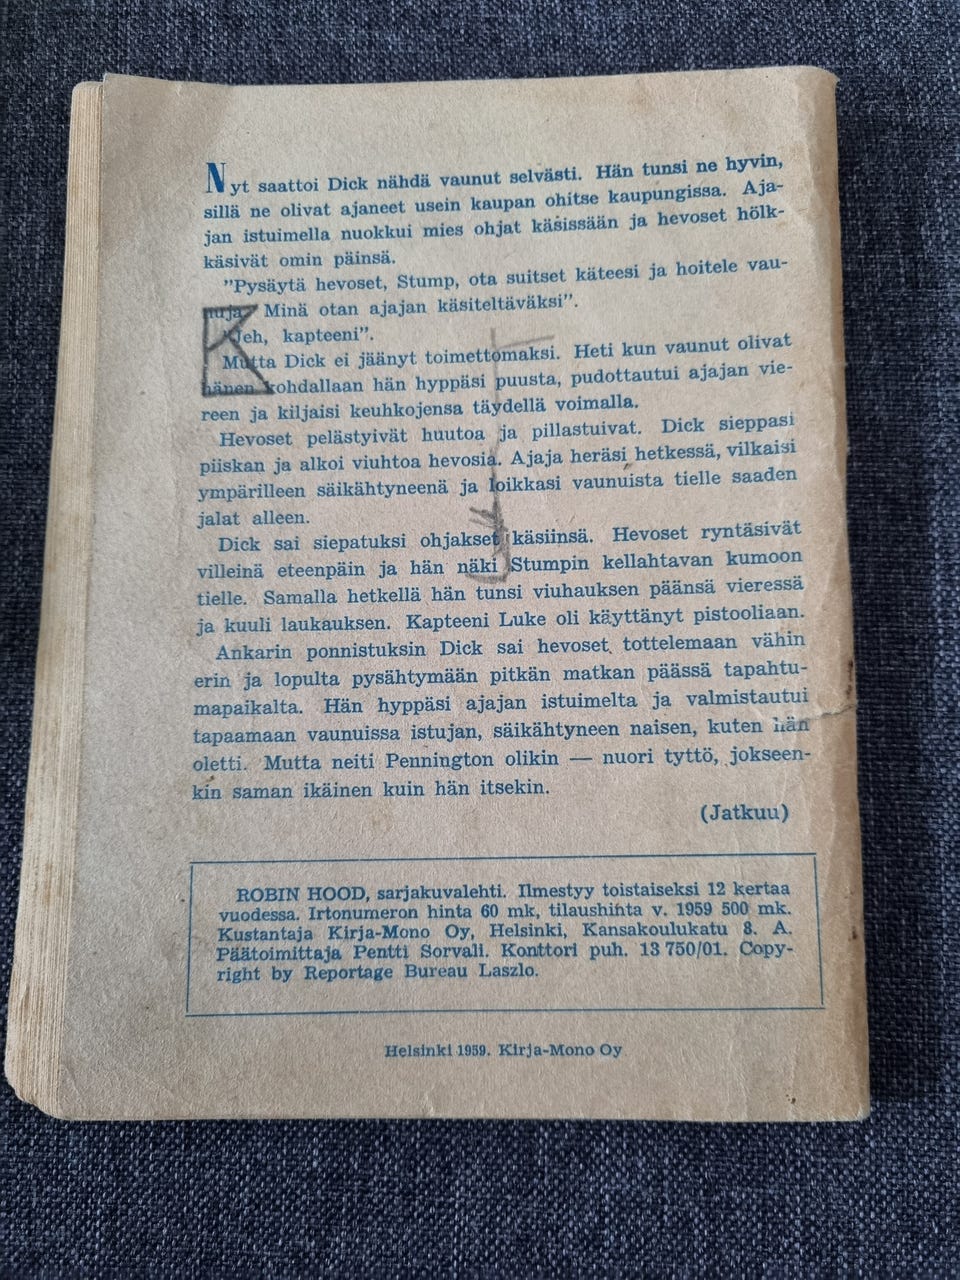 Nyt saattoi Dick nähdä vaunut selvästi. Hän tunsi ne hyvin,
sillä ne olivat ajaneet usein kaupan ohitse kaupungissa. Aja-
jan istuimella nuokkui mies ohjat käsissään ja hevoset hölk-
käsivät omin päinsä.
"Pysäytä hevoset, Stump, ota suitset käteesi ja hoitele vau-
nuja. Minä otan ajajan käsiteltäväksi".
"Jeh, kapteeni".
Mutta Dick ei jäänyt toimettomaksi. Heti kun vaunut olivat
hänen kohdallaan hän hyppäsi puusta, pudottautui ajajan vie-
reen ja kiljaisi keuhkojensa täydellä voimalla.
Hevoset pelästyivät huutoa ja pillastuivat. Dick sieppasi
piiskan ja alkoi viuhtoa hevosia. Ajaja heräsi hetkessä, vilkaisi
ympärilleen säikähtyneenä ja loikkasi vaunuista tielle saaden
jalat alleen.
Dick sai siepatuksi ohjakset käsiinsä. Hevoset ryntäsivät
villeinä eteenpäin ja hän näki Stumpin kellahtavan kumoon
tielle. Samalla hetkellä hän tunsi viuhauksen päänsä vieressä
ja kuuli laukauksen. Kapteeni Luke oli käyttänyt pistooliaan.
Ankarin ponnistuksin Dick sai hevoset tottelemaan vähin
erin ja lopulta pysähtymään pitkän matkan päässä tapahtu-
mapaikalta. Hän hyppäsi ajajan istuimelta ja valmistautui
tapaamaan vaunuissa istujan, säikähtyneen naisen, kuten hän
oletti. Mutta neiti Pennington olikin — nuori tyttö, jokseen-
kin saman ikäinen kuin hän itsekin.
(Jatkuu)
ROBIN HOOD, sarjakuvalehti. Ilmestyy toistaiseksi 12 kertaa
vuodessa. Irtonumeron hinta 60 mk, tilaushinta v. 1959 500 mk.
Kustantaja Kirja-Mono Oy, Helsinki, Kansakoulukatu 8. A.
Päätoimittaja Pentti Sorvali. Konttori puh. 13 750/01. Copy-
right by Reportage Bureau Laszlo.
Helsinki 1959. Kirja-Mono Oy